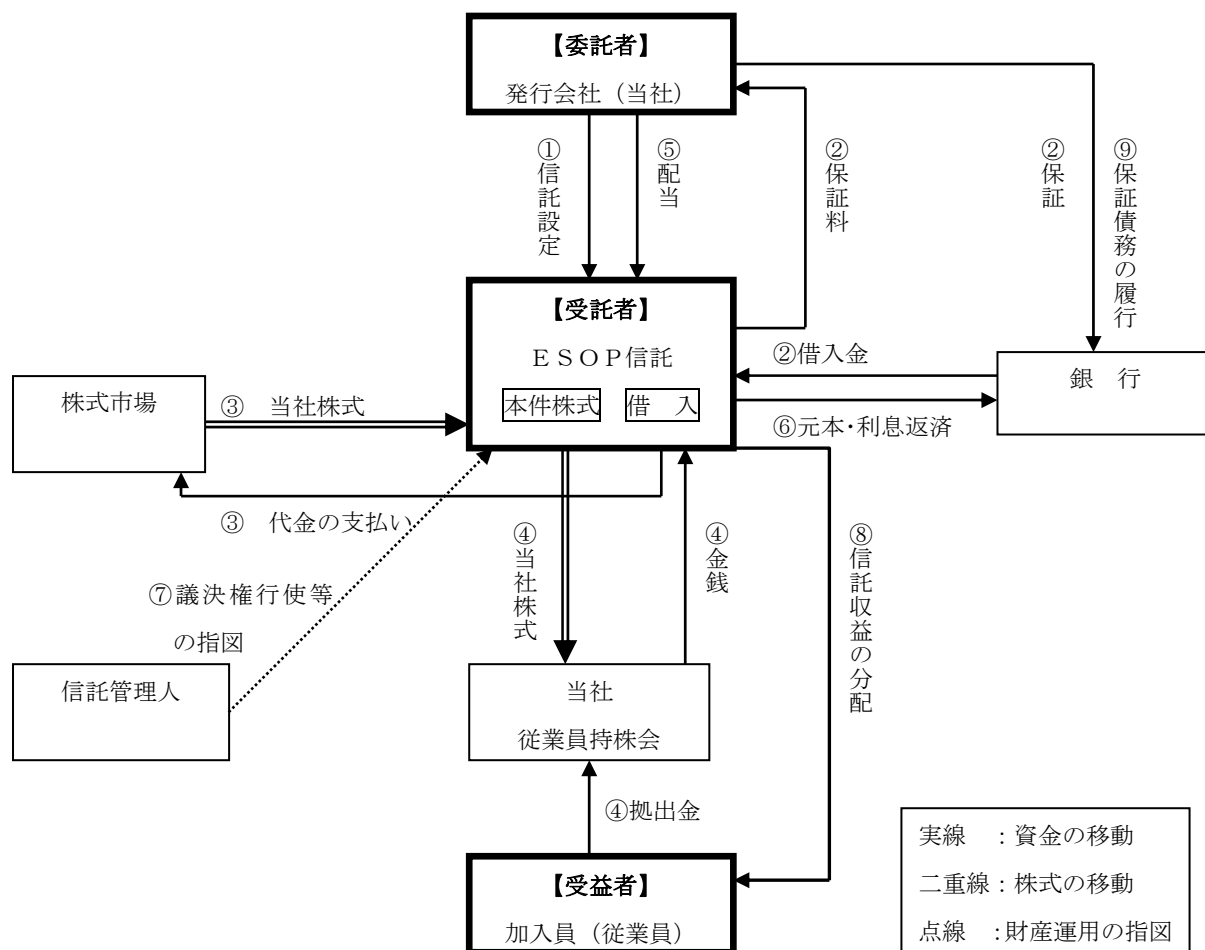 【委託者】
発行会社（当社）
①信託設定
⑤配当
②保証料
②保証
⑨保証債務の履行
【受託者】
ＥＳＯＰ信託
本件株式
借　入
②借入金
⑥元本・利息返済
銀　行
株式市場
③　当社株式
③　代金の支払い
④当社株式
④金銭
⑧信託収益の分配
⑦議決権行使等
の指図
信託管理人
当社
従業員持株会
④拠出金
【受益者】
加入員（従業員）
実線　：資金の移動
二重線：株式の移動
点線　：財産運用の指図